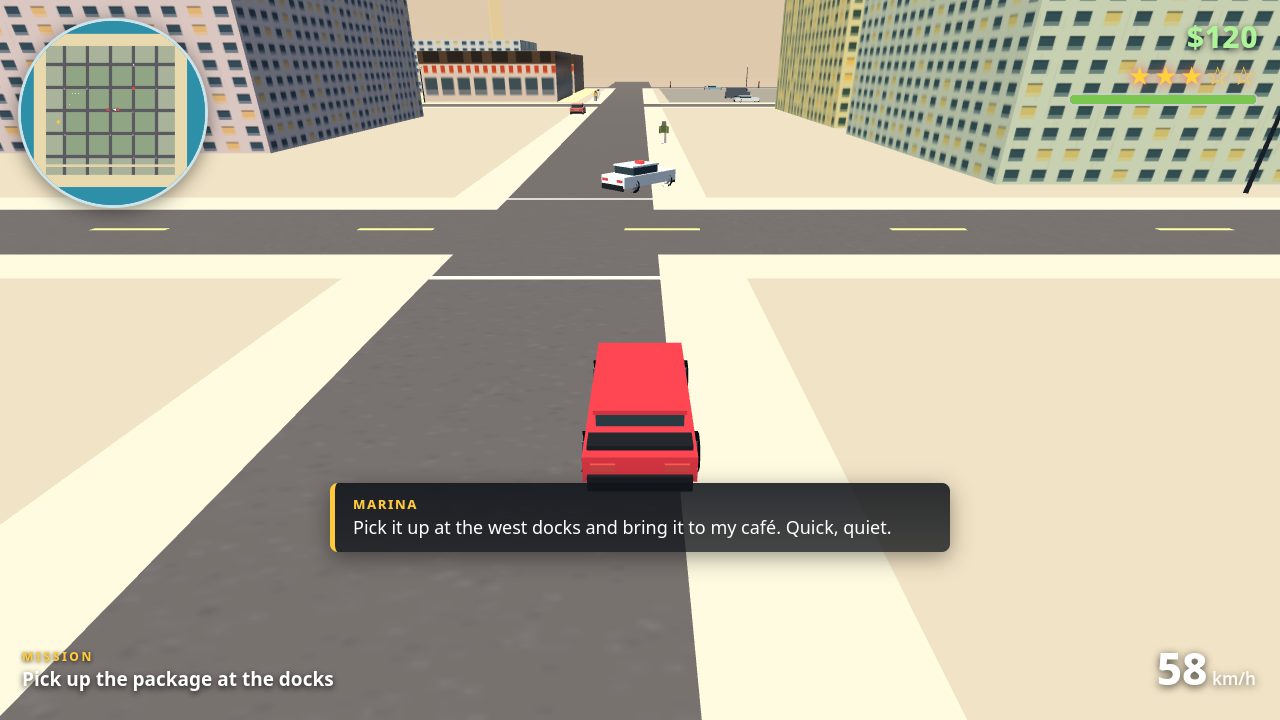 $120
★★★☆☆
MARINA
Pick it up at the west docks and bring it to my café. Quick, quiet.
MISSION
Pick up the package at the docks
58 km/h